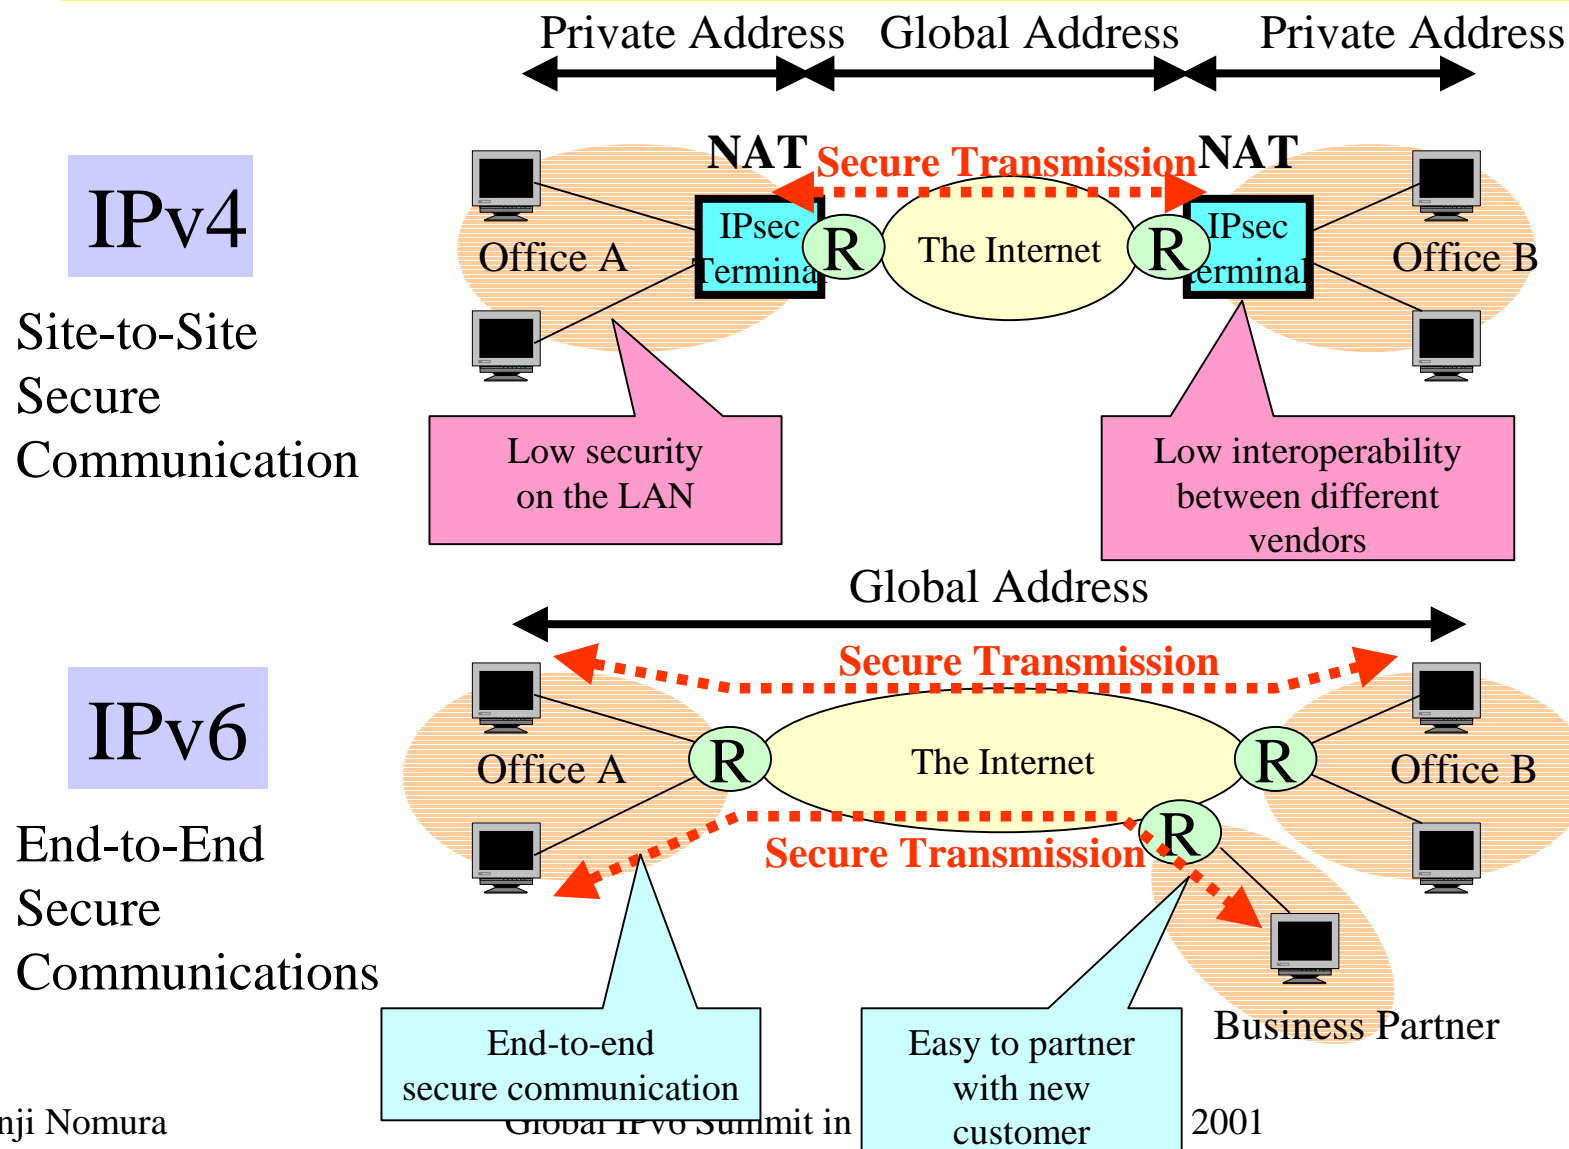 Private Address Global Address Private Address
NAT Secure Transmission NAT
IPv4
Office A
IPsec
Terminal
R
The Internet
R
IPsec
erminal
Office B
Site-to-Site
Secure
Communication
Low security
on the LAN
Low interoperability
between different
vendors
Global Address
Secure Transmission
IPv6
Office A
R
The Internet
R
Office B
R
Secure Transmission
End-to-End
Secure
Communications
Business Partner
End-to-end
secure communication
Easy to partner
with new
customer
nji Nomura Global IPv6 Summit in 2001